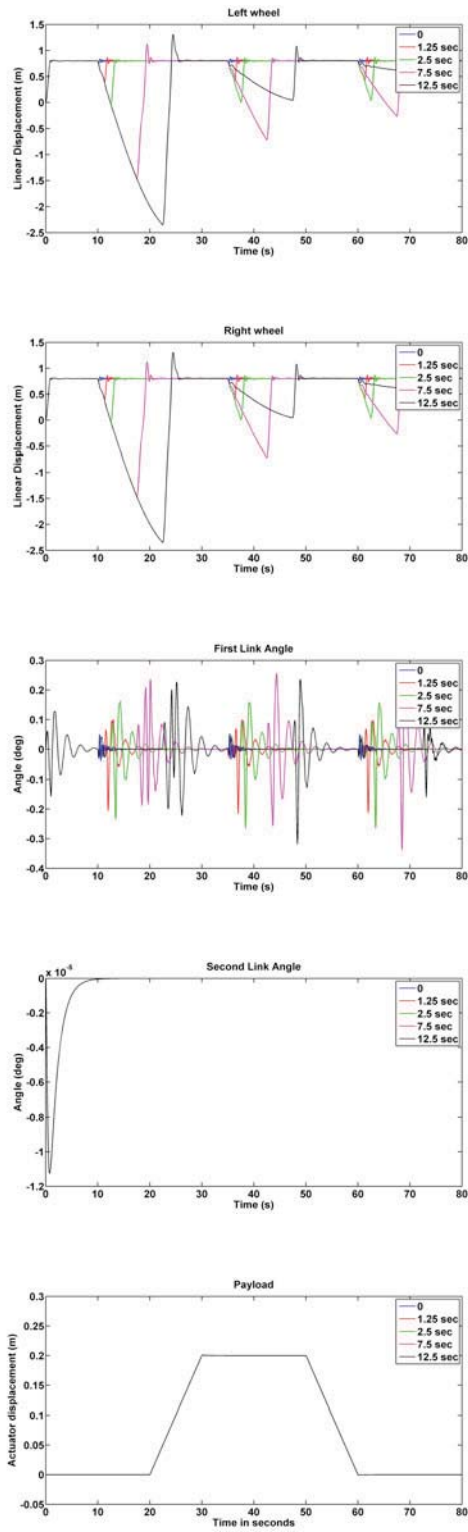 Left wheel
Linear Displacement (m)
1.5
1
0.5
0
-0.5
-1
-1.5
-2
-2.5
0 10 20 30 40 50 60 70 80
Time (s)
0
1.25 sec
2.5 sec
7.5 sec
12.5 sec
Right wheel
Linear Displacement (m)
1.5
1
0.5
0
-0.5
-1
-1.5
-2
-2.5
0 10 20 30 40 50 60 70 80
Time (s)
0
1.25 sec
2.5 sec
7.5 sec
12.5 sec
First Link Angle
Angle (deg)
0.3
0.2
0.1
0
-0.1
-0.2
-0.3
-0.4
0 10 20 30 40 50 60 70 80
Time (s)
0
1.25 sec
2.5 sec
7.5 sec
12.5 sec
Second Link Angle
Angle (deg)
0
-0.2
-0.4
-0.6
-0.8
-1
-1.2
0 10 20 30 40 50 60 70 80
Time (s)
0
1.25 sec
2.5 sec
7.5 sec
12.5 sec
Payload
Actuator displacement (m)
0.3
0.25
0.2
0.15
0.1
0.05
0
-0.05
0 10 20 30 40 50 60 70 80
Time in seconds
0
1.25 sec
2.5 sec
7.5 sec
12.5 sec